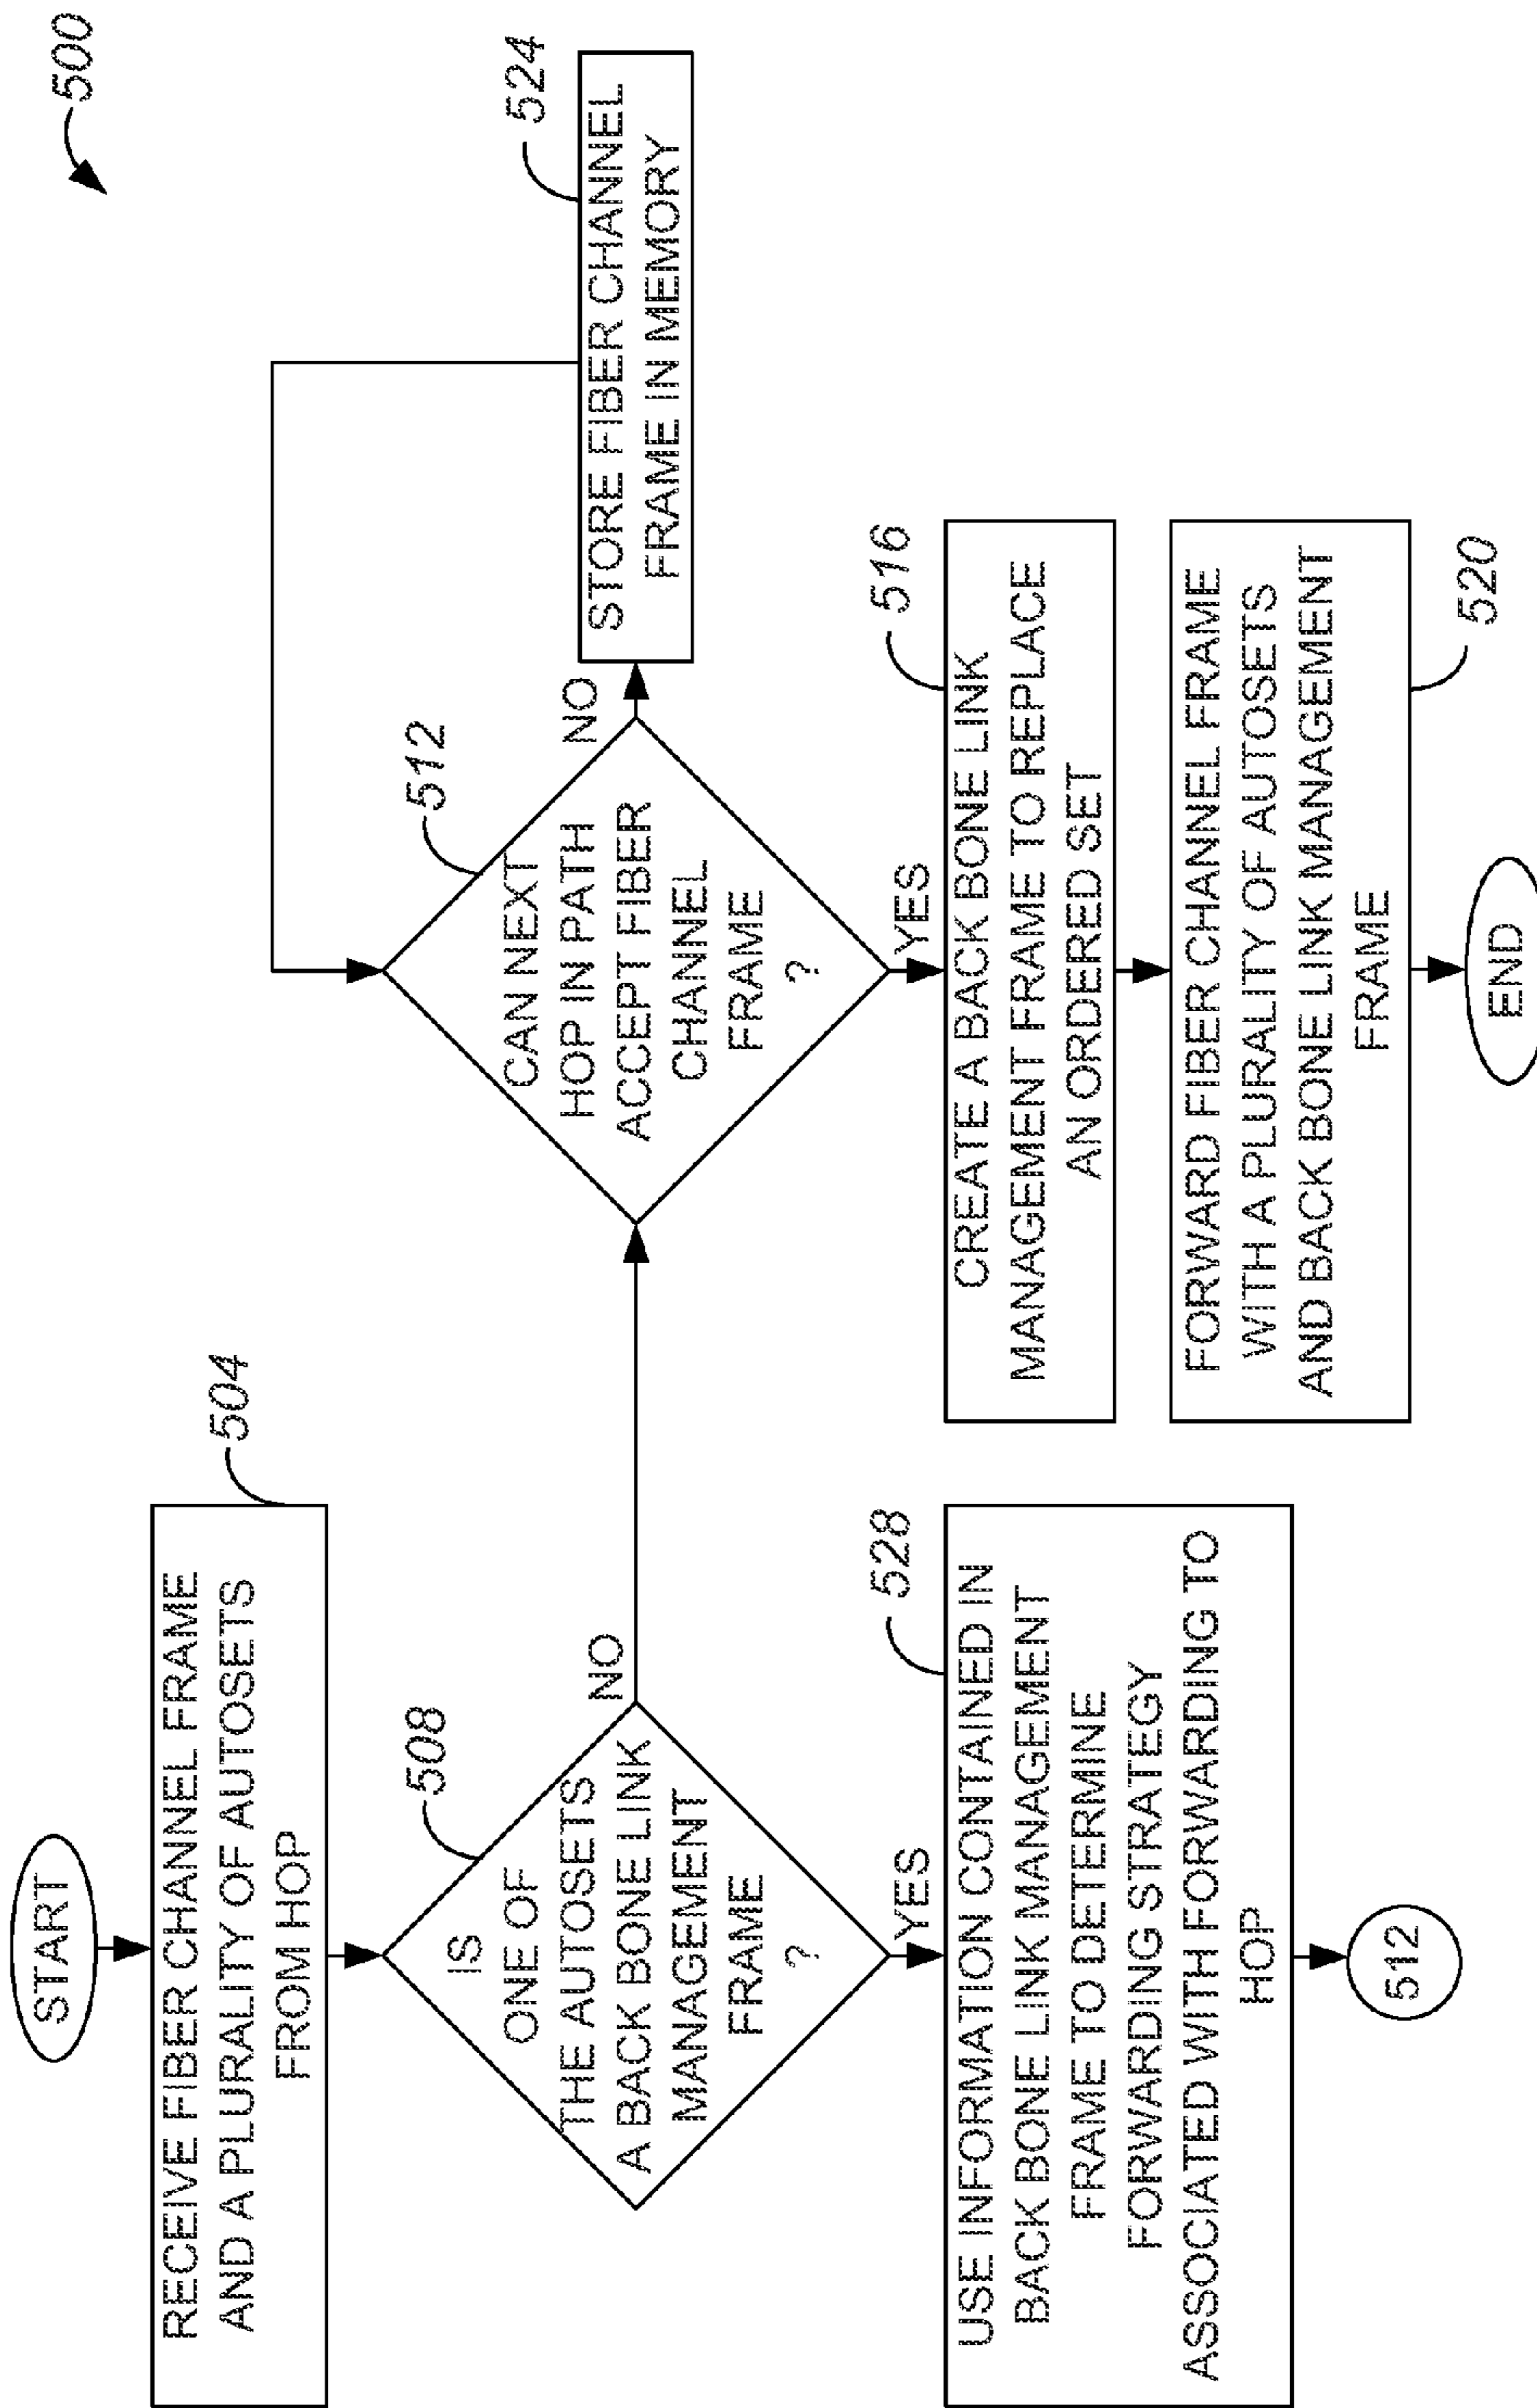 500
START
RECEIVE FIBER CHANNEL FRAME
AND A PLURALITY OF AUTOSETS
FROM HOP
504
IS
ONE OF
THE AUTOSETS
A BACK BONE LINK
MANAGEMENT
FRAME
?
508
NO
YES
USE INFORMATION CONTAINED IN
BACK BONE LINK MANAGEMENT
FRAME TO DETERMINE
FORWARDING STRATEGY
ASSOCIATED WITH FORWARDING TO
HOP
528
512
CAN NEXT
HOP IN PATH
ACCEPT FIBER
CHANNEL
FRAME
?
512
NO
STORE FIBER CHANNEL
FRAME IN MEMORY
524
YES
CREATE A BACK BONE LINK
MANAGEMENT FRAME TO REPLACE
AN ORDERED SET
516
FORWARD FIBER CHANNEL FRAME
WITH A PLURALITY OF AUTOSETS
AND BACK BONE LINK MANAGEMENT
FRAME
520
END